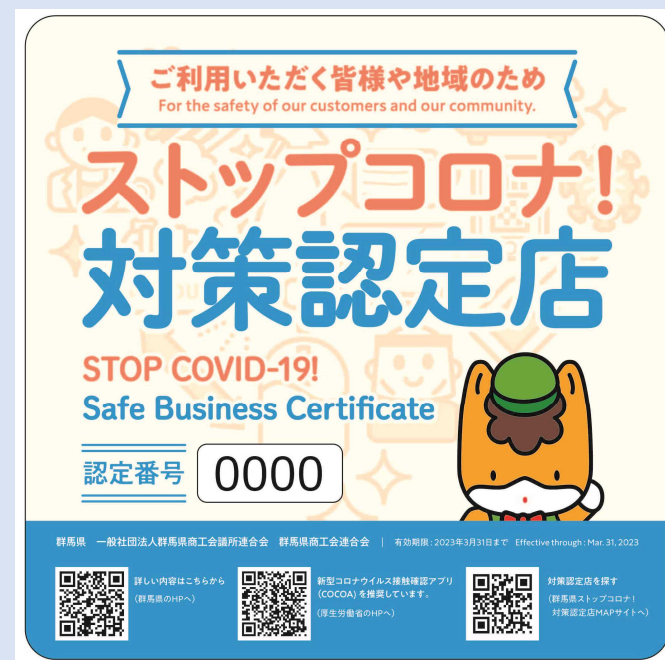 ご利用いただく皆様や地域のため
For the safety of our customers and our community.
ストップコロナ!
対策認定店
STOP COVID-19!
Safe Business Certificate
認定番号 0000
群馬県 一般社団法人群馬県商工会議所連合会 群馬県商工会連合会 | 有効期限:2023年3月31日まで Effective through: Mar. 31, 2023
詳しい内容はこちらから
(群馬県のHPへ)
新型コロナウイルス接触確認アプリ
(COCOA)を推奨しています。
(厚生労働省のHPへ)
対策認定店を探す
(群馬県ストップコロナ!
対策認定店MAPサイトへ)